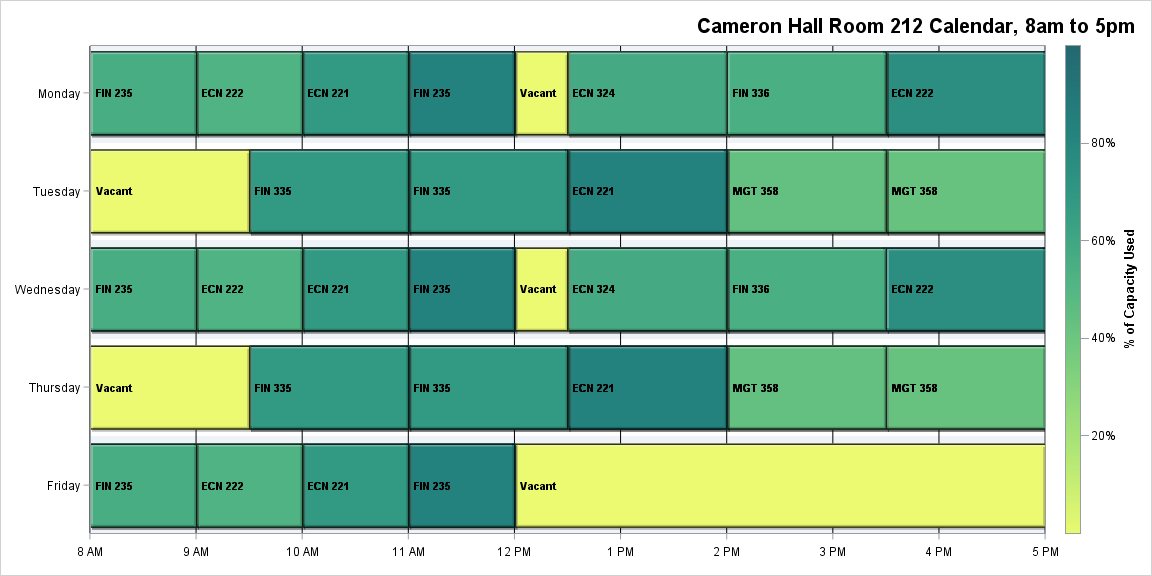 Cameron Hall Room 212 Calendar, 8am to 5pm
Monday FIN 235 ECN 222 ECN 221 FIN 235 Vacant ECN 324 FIN 336 ECN 222
Tuesday Vacant FIN 335 FIN 335 ECN 221 MGT 358 MGT 358
Wednesday FIN 235 ECN 222 ECN 221 FIN 235 Vacant ECN 324 FIN 336 ECN 222
Thursday Vacant FIN 335 FIN 335 ECN 221 MGT 358 MGT 358
Friday FIN 235 ECN 222 ECN 221 FIN 235 Vacant
8 AM 9 AM 10 AM 11 AM 12 PM 1 PM 2 PM 3 PM 4 PM 5 PM
80%
60%
40%
20%
% of Capacity Used